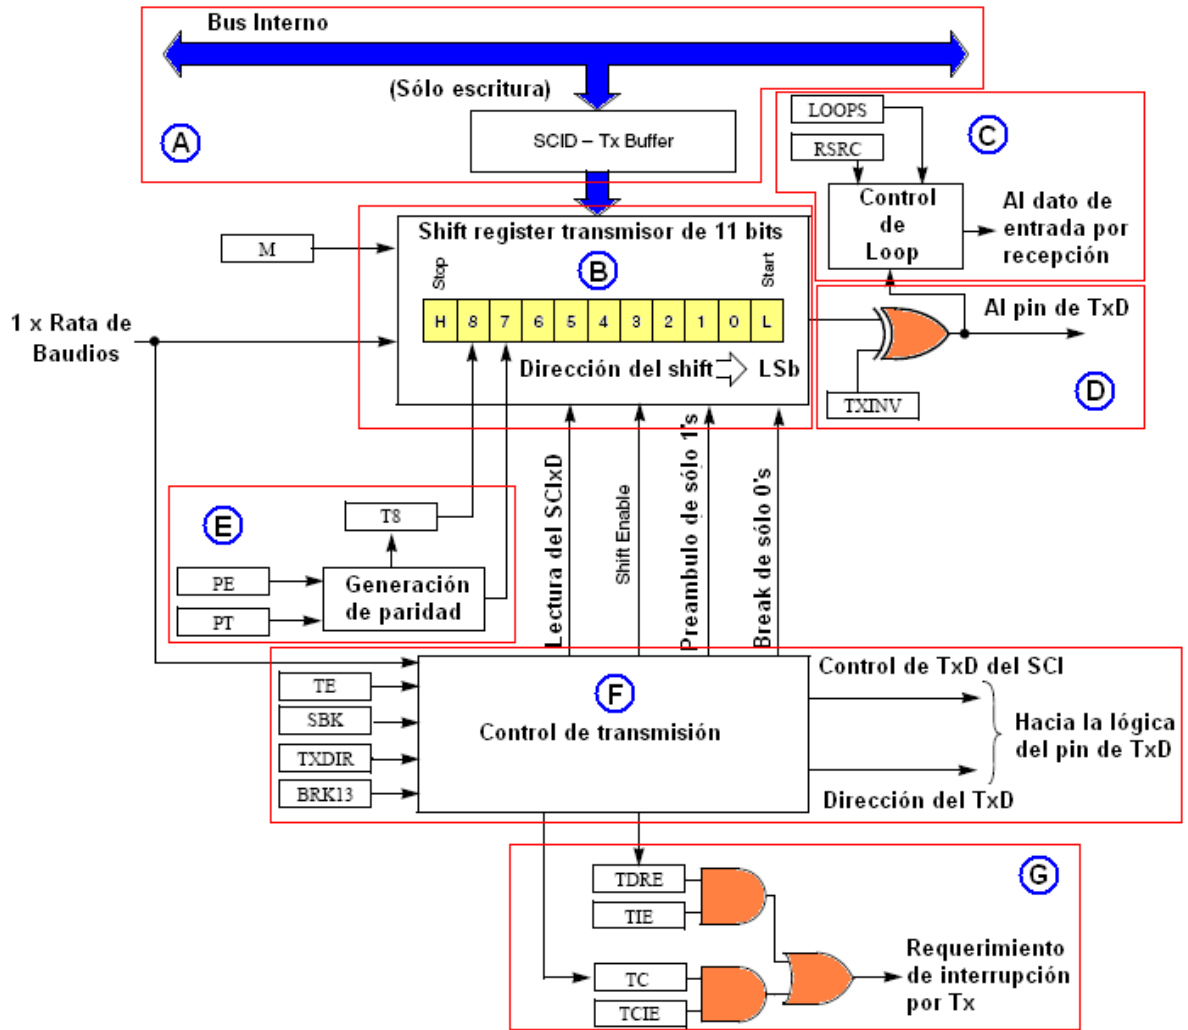 Bus Interno
(Sólo escritura)
A
SCID – Tx Buffer
LOOPS
RSRC
C
Control
de
Loop
Al dato de
entrada por
recepción
M
Shift register transmisor de 11 bits
B
Stop
Start
H 8 7 6 5 4 3 2 1 0 L
Dirección del shift LSb
1 x Rata de
Baudios
Al pin de TxD
TXINV
D
E
T8
PE
PT
Generación
de paridad
Lectura del SCIxD
Shift Enable
Preambulo de sólo 1's
Break de sólo 0's
TE
SBK
TXDIR
BRK13
F
Control de transmisión
Control de TxD del SCI
Hacia la lógica
del pin de TxD
Dirección del TxD
G
TDRE
TIE
TC
TCIE
Requerimiento
de interrupción
por Tx